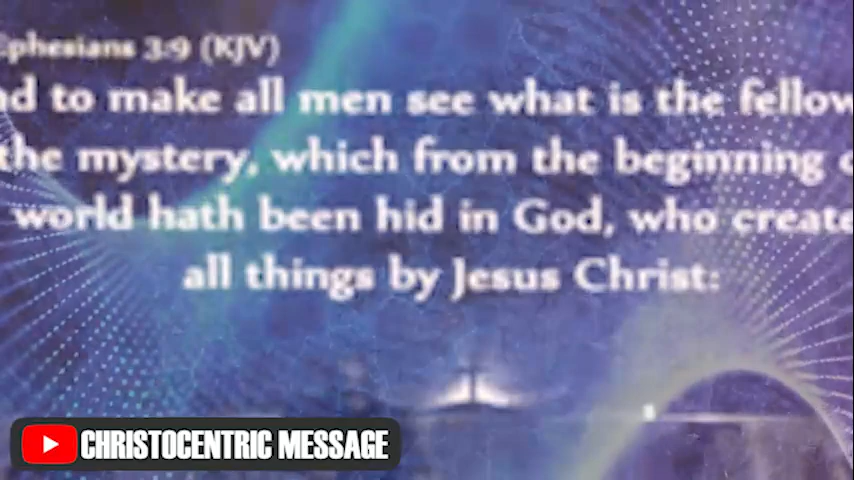 Ephesians 3:9 (KJV)
nd to make all men see what is the fellow
the mystery, which from the beginning o
world hath been hid in God, who create
all things by Jesus Christ:
CHRISTOCENTRIC MESSAGE